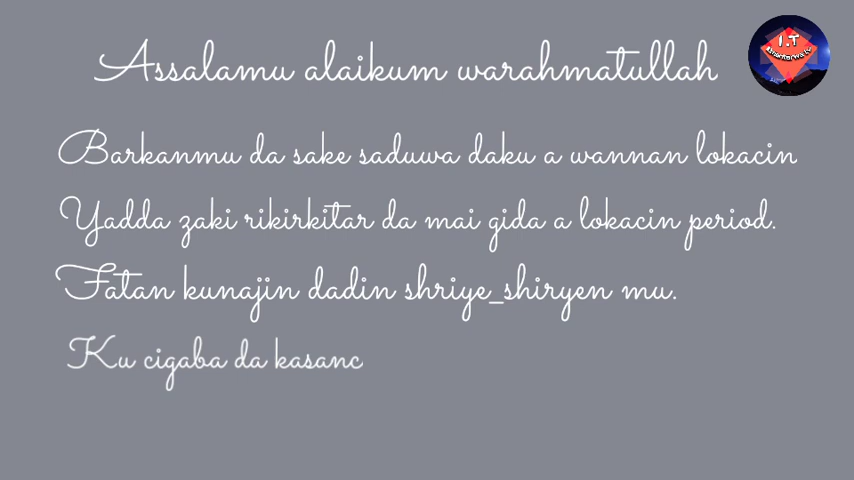 Assalamu alaikum warahmatullah
I.T
Barkanmu da sake saduwa daku a wannan lokacin
Yadda zaki rikirkitar da mai gida a lokacin period.
Fatan kunajin dadin shriye_shiryen mu.
Ku cigaba da kasanc